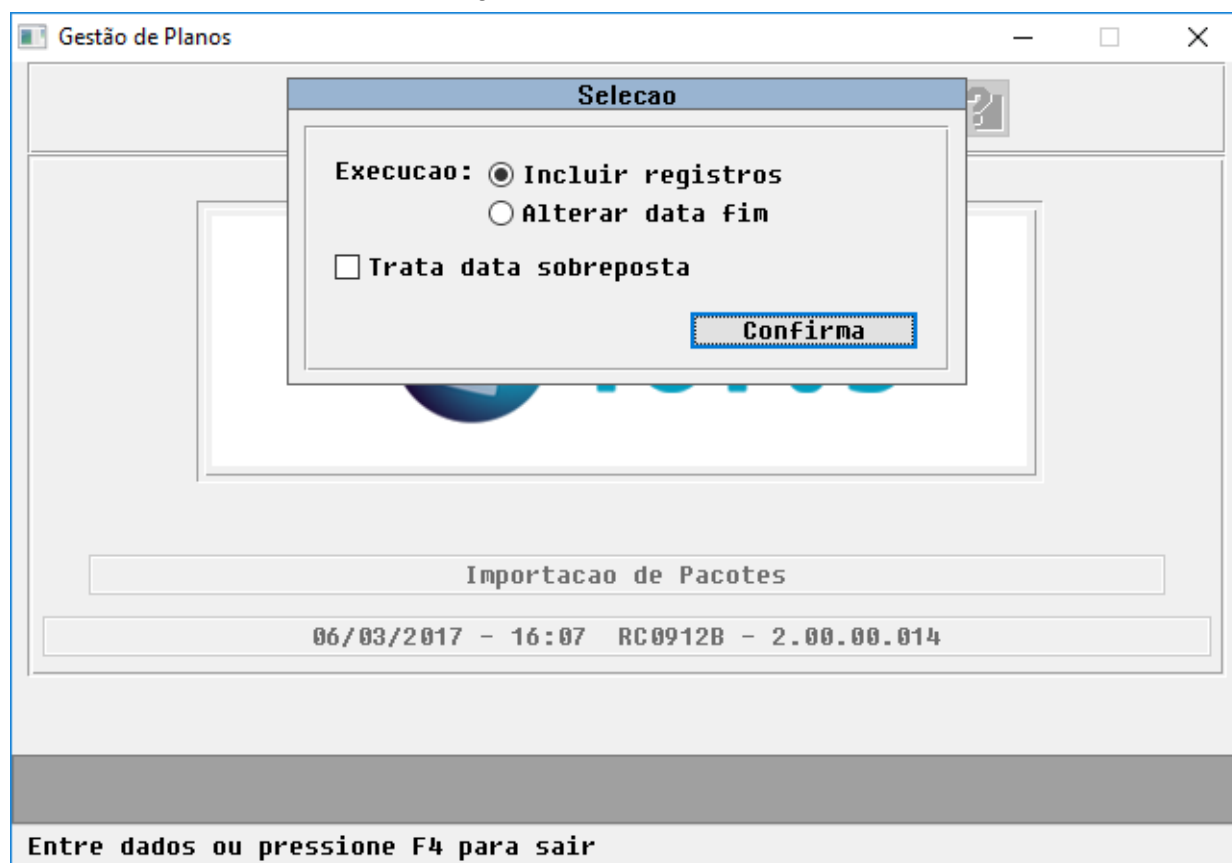 Gestão de Planos
Selecao
Execucao: Incluir registros
Alterar data fim
Trata data sobreposta
Confirma
Importacao de Pacotes
06/03/2017 - 16:07 RC0912B - 2.00.00.014
Entre dados ou pressione F4 para sair